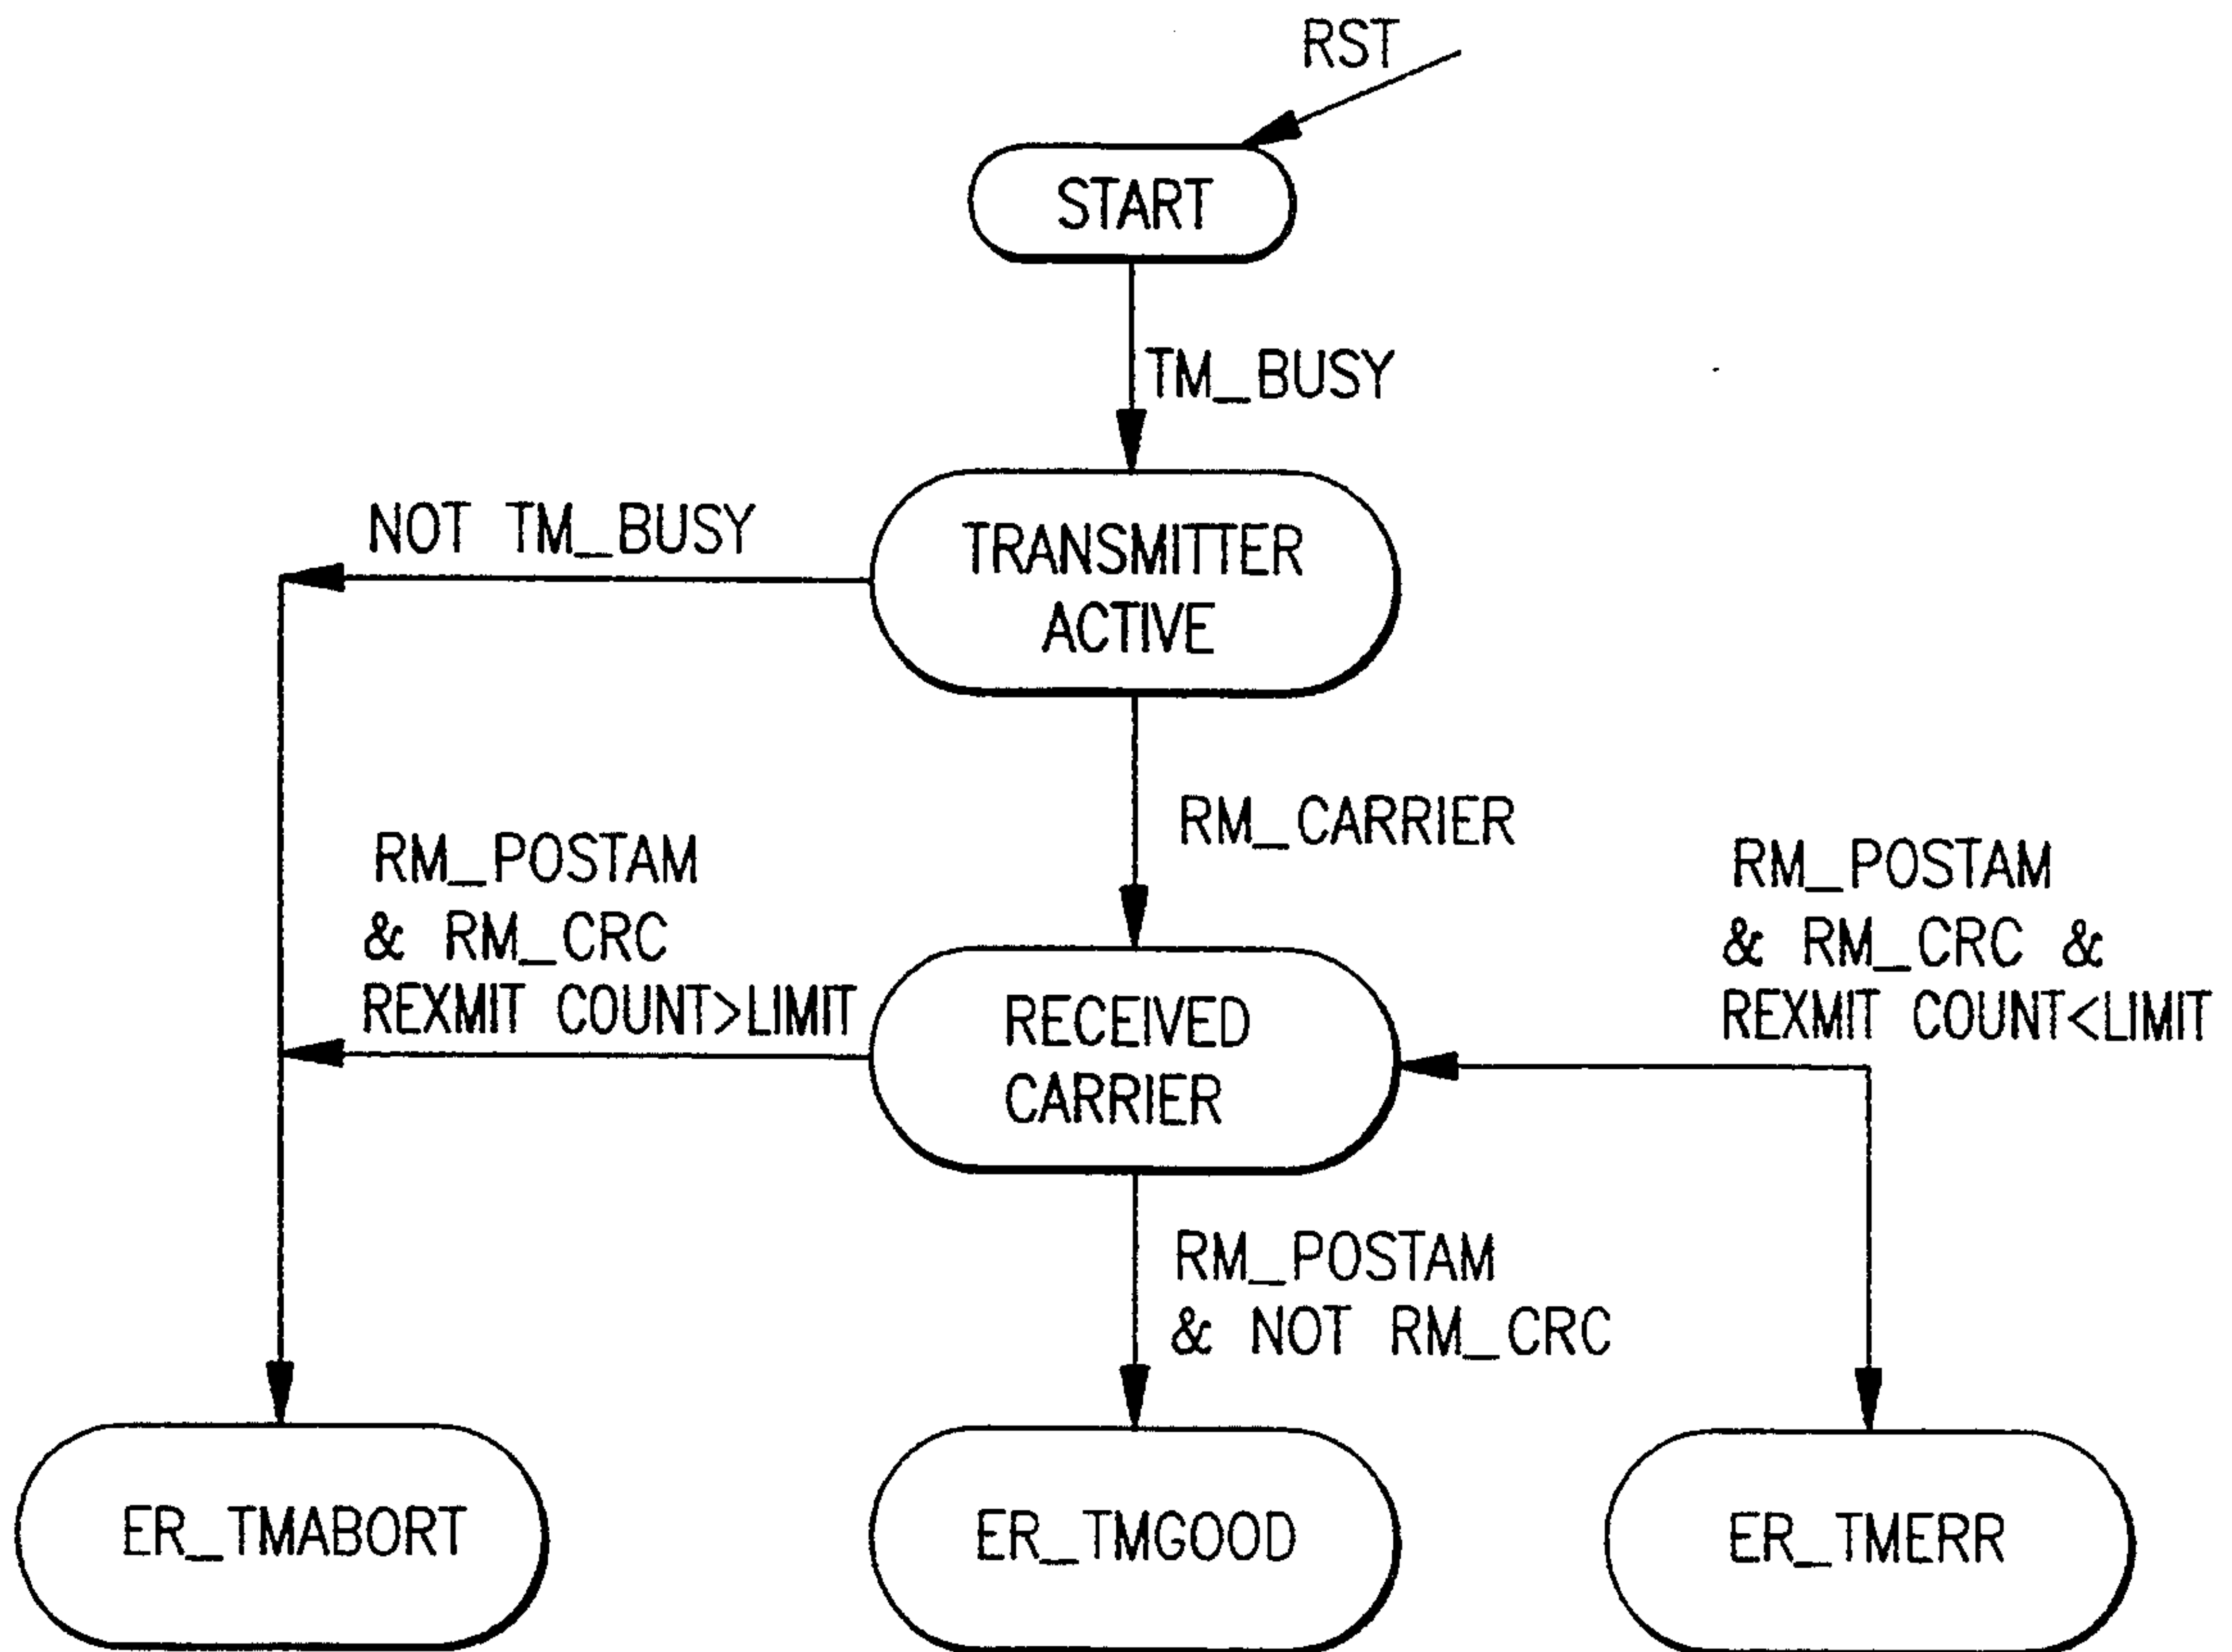 RST
START
TM_BUSY
NOT TM_BUSY
TRANSMITTER
ACTIVE
RM_CARRIER
RM_POSTAM
& RM_CRC
REXMIT COUNT>LIMIT
RM_POSTAM
& RM_CRC &
REXMIT COUNT<LIMIT
RECEIVED
CARRIER
RM_POSTAM
& NOT RM_CRC
ER_TMABORT
ER_TMGOOD
ER_TMERR